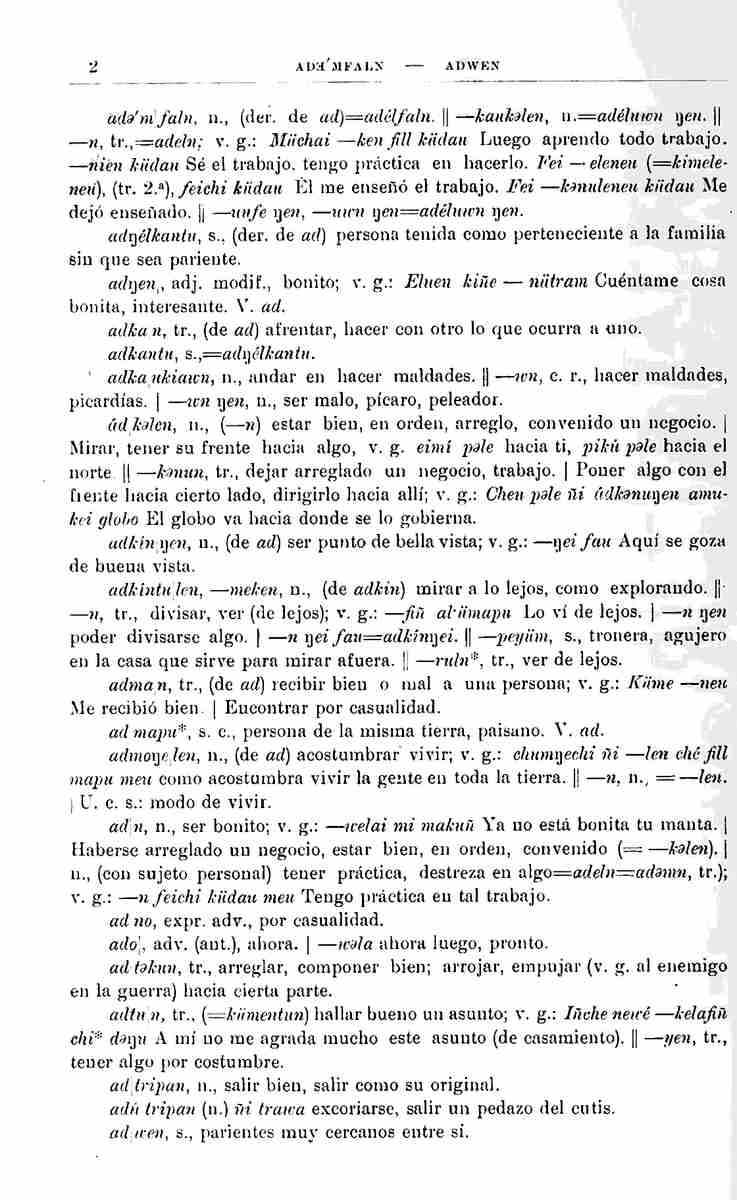 2 ADƏ´MFALN — ADWEN
adə'm|faln, n., (der. de ad)=adélfaln. || —kaukəlen, n.=adéluwn ŋen. ||
—n, tr.,=adeln; v. g.: Müchai —ken fill küdau Luego aprendo todo trabajo.
—nien küdau Sé el trabajo, tengo práctica en hacerlo. Fei —eleneu (=kimele-
neu), (tr. 2.ª), feichi küdau Él me enseñó el trabajo. Fei —kənuleneu küdau Me
dejó enseñado. || —uufe ŋen, —uwn ŋen=adéluwn ŋen.
adŋélkantu, s., (der. de ad) persona tenida como perteneciente a la familia
sin que sea pariente.
adŋen|, adj. modif., bonito; v. g.: Eluen kiñe — nütram Cuéntame cosa
bonita, interesante. V. ad.
adka|n, tr., (de ad) afrentar, hacer con otro lo que ocurra a uno.
adkantu, s.,=adŋélkantu.
adka|nkiawn, n., andar en hacer maldades. || —wn, c. r., hacer maldades,
picardías. | —wn ŋen, n., ser malo, pícaro, peleador.
ád|kəlen, n., (—n) estar bien, en orden, arreglo, convenido un negocio. |
Mirar, tener su frente hacia algo, v. g. eimí pəle hacia ti, pikú pəle hacia el
norte || —kənun, tr., dejar arreglado un negocio, trabajo. | Poner algo con el
frente hacia cierto lado, dirigirlo hacia allí; v. g.: Cheu pəle ñi ádkənuŋen amu-
kei globo El globo va hacia donde se lo gobierna.
adkin|ŋen, n., (de ad) ser punto de bella vista; v. g.: —ŋei fau Aquí se goza
de buena vista.
adkintu|len, —meken, n., (de adkin) mirar a lo lejos, como explorando. ||
—n, tr., divisar, ver (de lejos); v. g.: —fiñ alʻümapu Lo ví de lejos. | —n ŋen
poder divisarse algo. | —n ŋei fau=adkínŋei. || —peyüm, s., tronera, agujero
en la casa que sirve para mirar afuera. || —ruln*, tr., ver de lejos.
adma|n, tr., (de ad) recibir bien o mal a una persona; v. g.: Küme —neu
Me recibió bien. | Encontrar por casualidad.
ad mapu*, s. c., persona de la misma tierra, paisano. V. ad.
admoŋe|len, n., (de ad) acostumbrar vivir; v. g.: chumŋechi ñi —len ché fill
mapu meu como acostumbra vivir la gente en toda la tierra. || —n, n., = —len.
| U. c. s.: modo de vivir.
ad|n, n., ser bonito; v. g.: —welai mi makuñ Ya no está bonita tu manta. |
Haberse arreglado un negocio, estar bien, en orden, convenido (= —kəlen). |
n., (con sujeto personal) tener práctica, destreza en algo=adeln=adəmn, tr.);
v. g.: —n feichi küdau meu Tengo práctica en tal trabajo.
ad no, expr. adv., por casualidad.
ado|, adv. (ant.), ahora. | —wəla ahora luego, pronto.
ad təkun, tr., arreglar, componer bien; arrojar, empujar (v. g. al enemigo
en la guerra) hacia cierta parte.
adtu|n, tr., (=kümentun) hallar bueno un asunto; v. g.: Iñche newé —kelafiñ
chi* dəŋu A mí no me agrada mucho este asunto (de casamiento). || —yen, tr.,
tener algo por costumbre.
ad|tripan, n., salir bien, salir como su original.
adú tripan (n.) ñi trawa excoriarse, salir un pedazo del cutis.
ad|wen, s., parientes muy cercanos entre si.